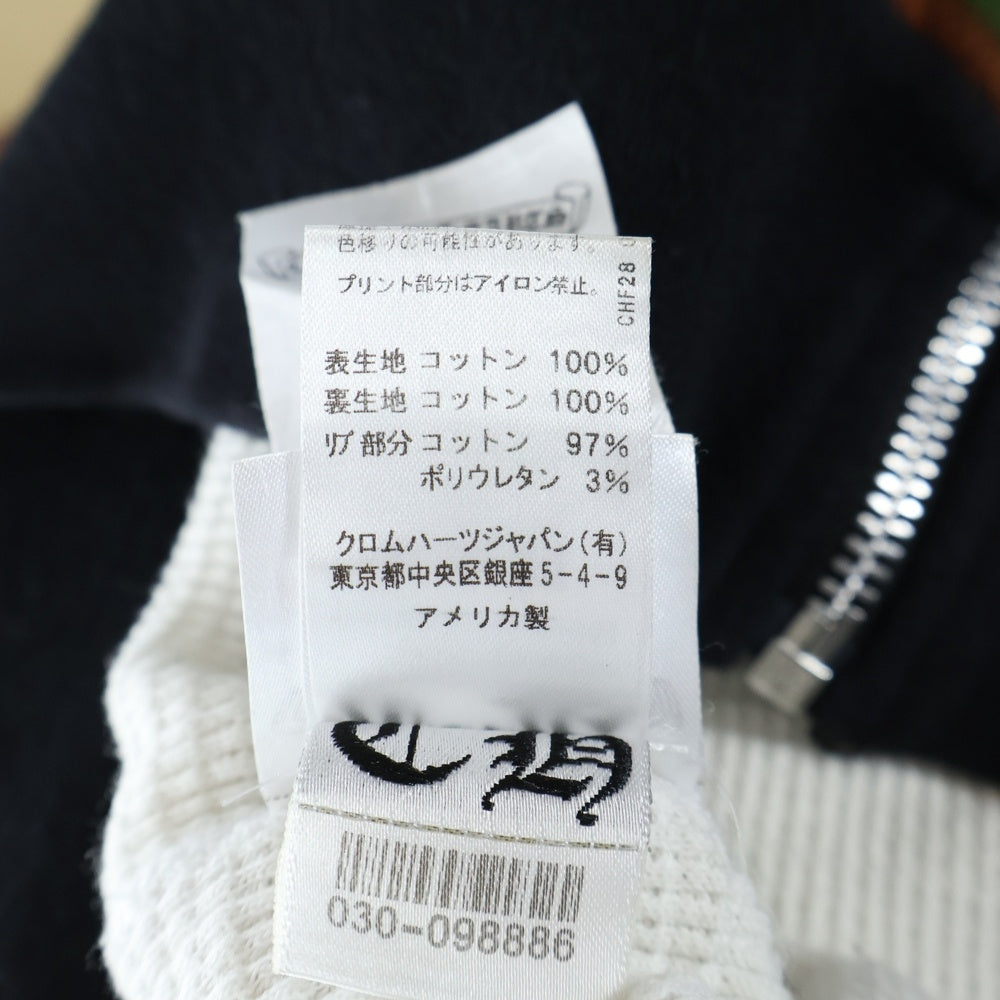 色移りの可能性があります。
プリント部分はアイロン禁止。
CHF28
表生地 コットン 100%
裏生地 コットン 100%
リブ部分 コットン 97%
ポリウレタン 3%
クロムハーツジャパン(有)
東京都中央区銀座5-4-9
アメリカ製
CH
030-098886